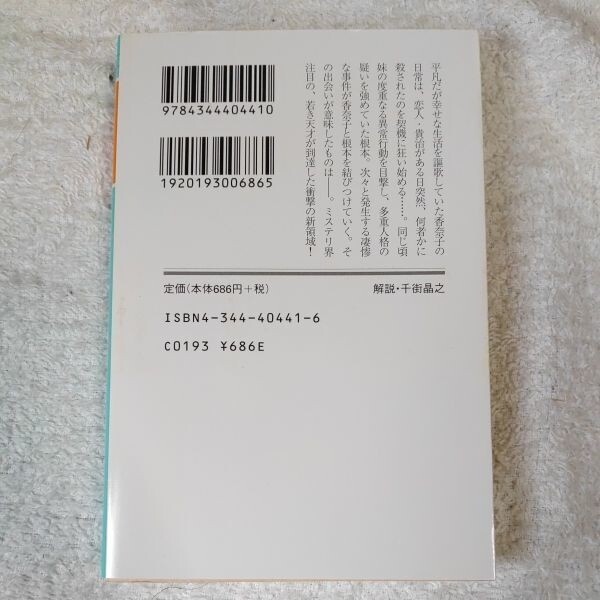 9784344404410
1920193006865
平凡だが幸せな生活を謳歌していた香奈子の
日常は、恋人・貴治がある日突然、何者かに
殺されたのを契機に狂い始める……。同じ頃
妹の度重なる異常行動を目撃し、多重人格の
疑いを強めていた根本。次々と発生する凄惨
な事件が香奈子と根本を結びつけていく。そ
の出会いが意味したものは――。ミステリ界
注目の、若き天才が到達した衝撃の新領域！
定価(本体686円+税)
解説・千街晶之
ISBN4-344-40441-6
C0193 ¥686E